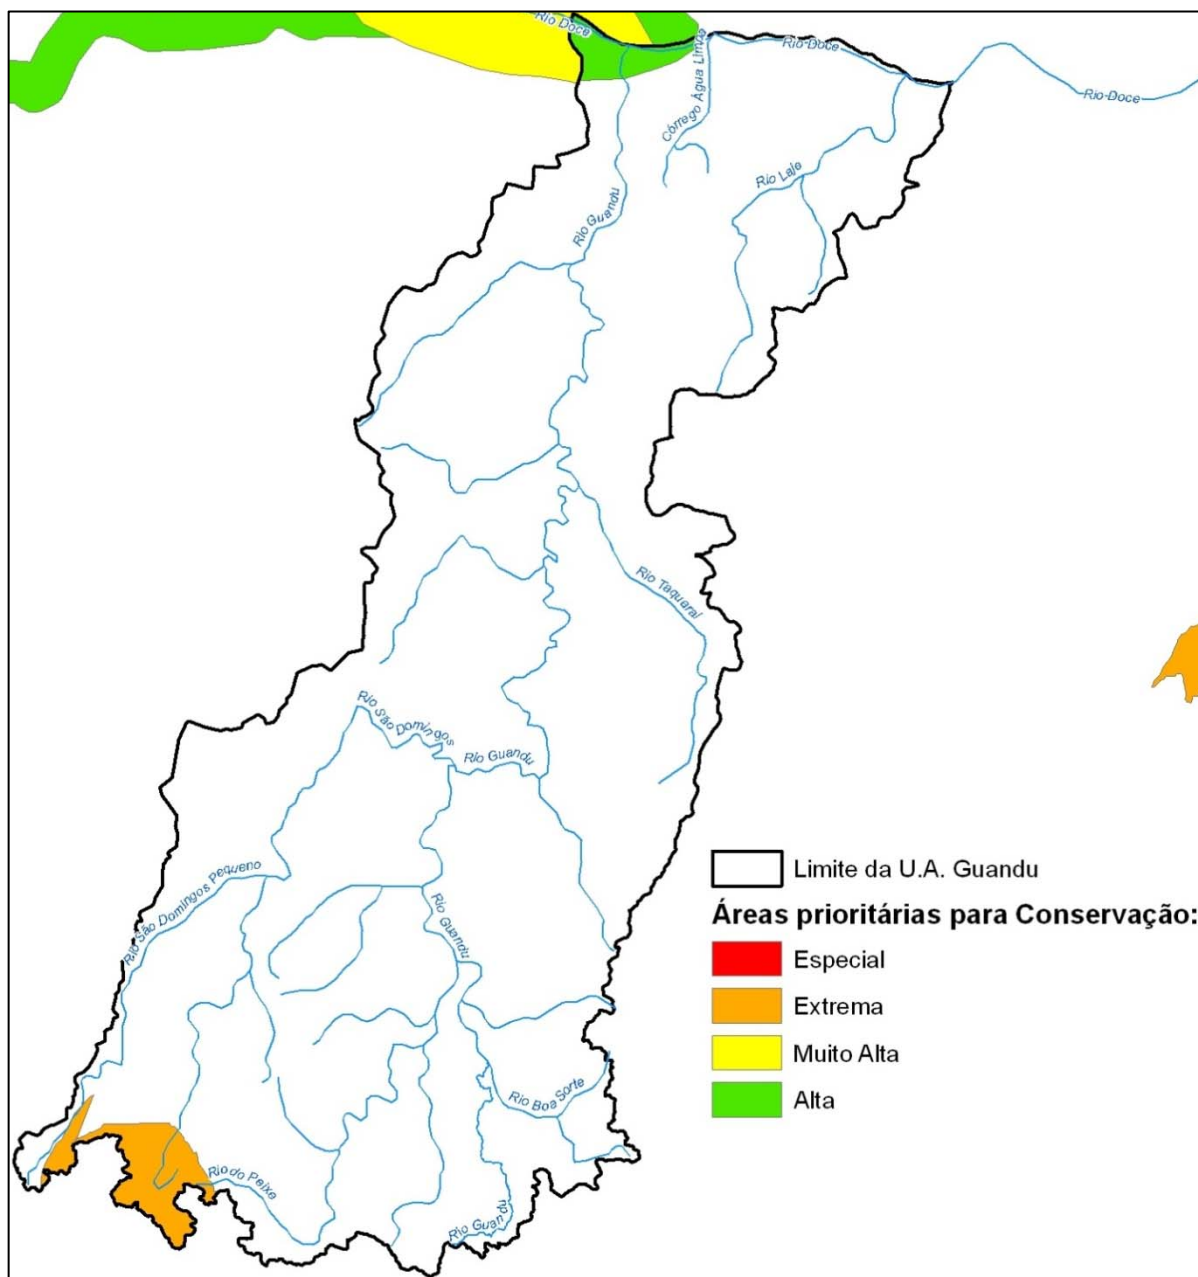 Rio Doce
Rio Doce
Rio Doce
Córrego Água Limpa
Rio Laje
Rio Guandu
Rio Taquaral
Rio São Domingos
Rio Guandu
Rio São Domingos Pequeno
Rio Guandu
Rio Boa Sorte
Rio do Peixe
Rio Guandu
Limite da U.A. Guandu
Áreas prioritárias para Conservação:
Especial
Extrema
Muito Alta
Alta